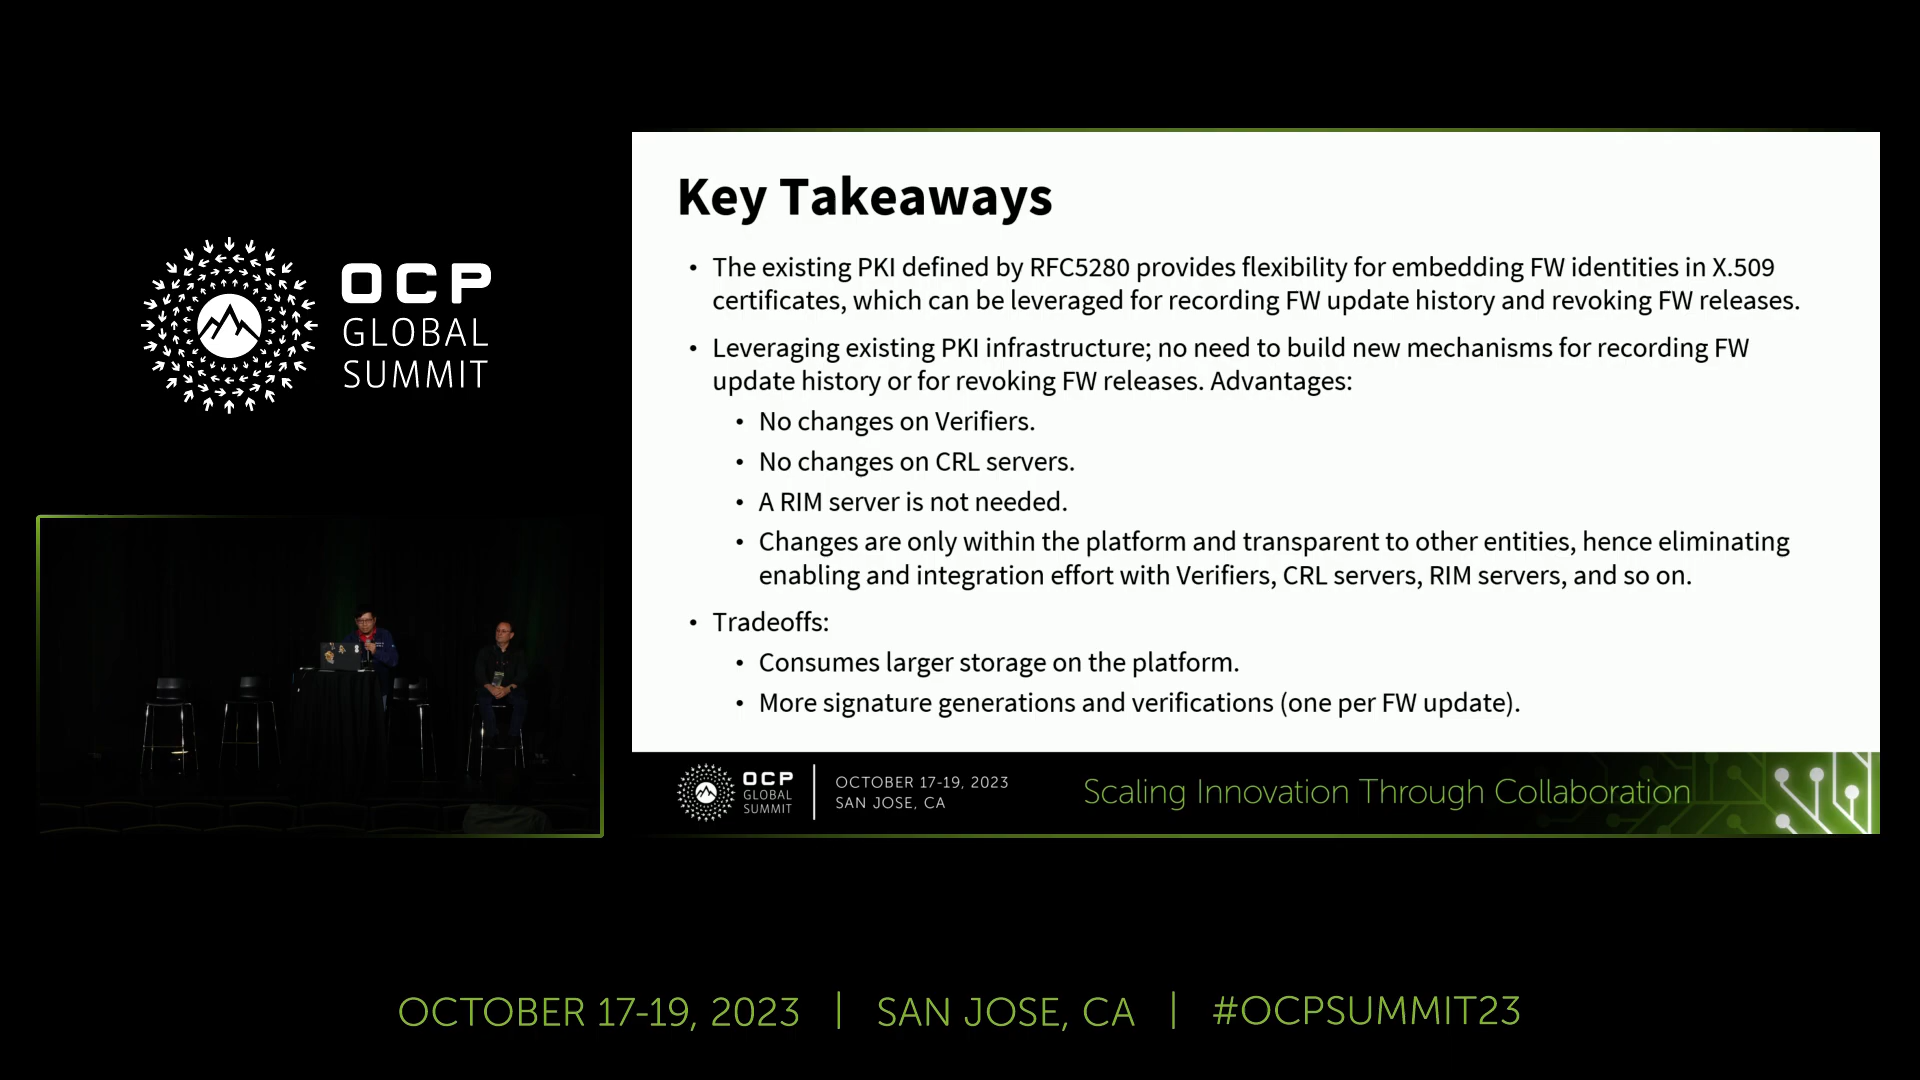 OCP
GLOBAL
SUMMIT
Key Takeaways
• The existing PKI defined by RFC5280 provides flexibility for embedding FW identities in X.509
certificates, which can be leveraged for recording FW update history and revoking FW releases.
• Leveraging existing PKI infrastructure; no need to build new mechanisms for recording FW
update history or for revoking FW releases. Advantages:
• No changes on Verifiers.
• No changes on CRL servers.
• A RIM server is not needed.
• Changes are only within the platform and transparent to other entities, hence eliminating
enabling and integration effort with Verifiers, CRL servers, RIM servers, and so on.
• Tradeoffs:
• Consumes larger storage on the platform.
• More signature generations and verifications (one per FW update).
OCP
GLOBAL
SUMMIT
OCTOBER 17-19, 2023
SAN JOSE, CA
Scaling Innovation Through Collaboration
OCTOBER 17-19, 2023 | SAN JOSE, CA | #OCPSUMMIT23